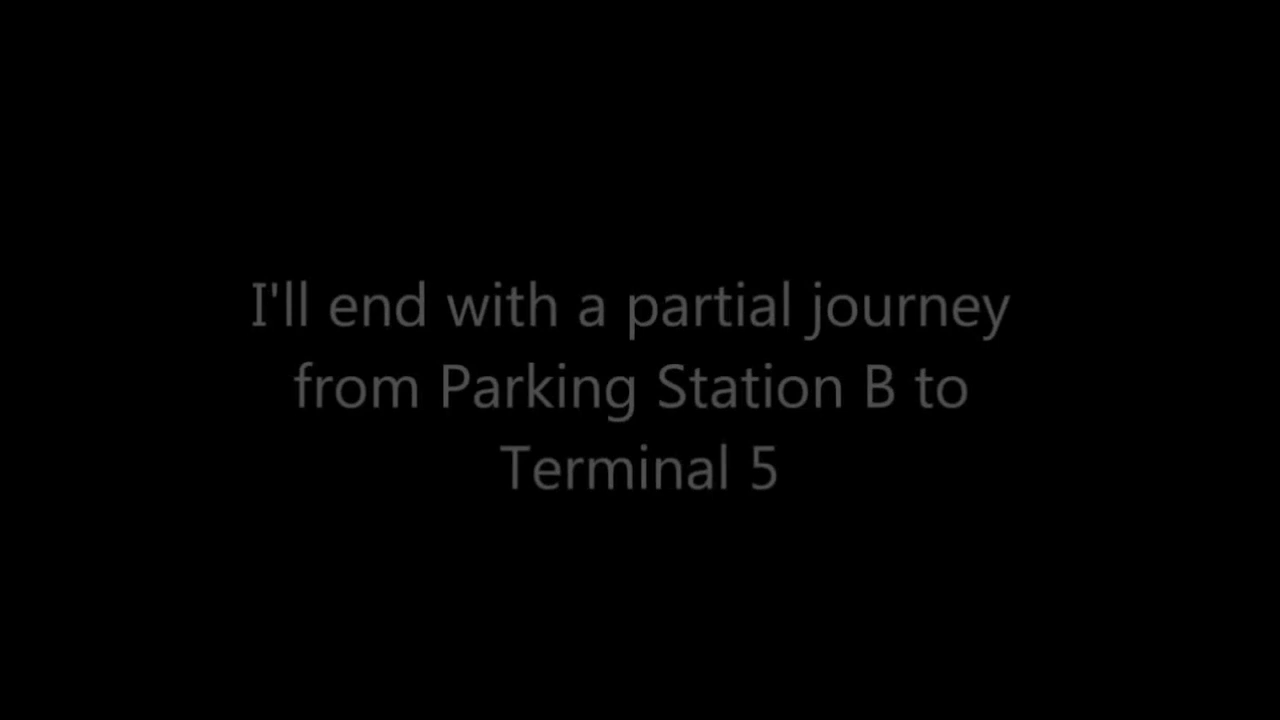 I'll end with a partial journey
from Parking Station B to
Terminal 5